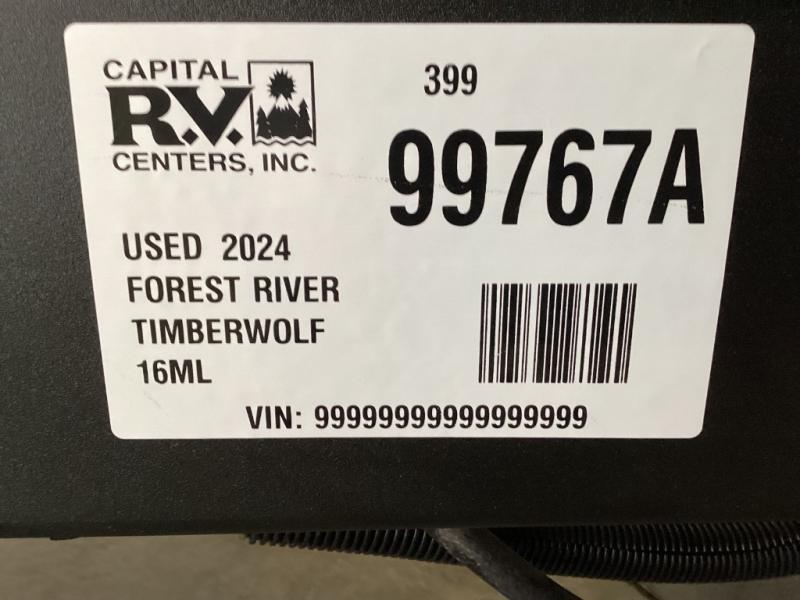 CAPITAL
R.V.
CENTERS, INC.
399
99767A
USED 2024
FOREST RIVER
TIMBERWOLF
16ML
VIN: 99999999999999999